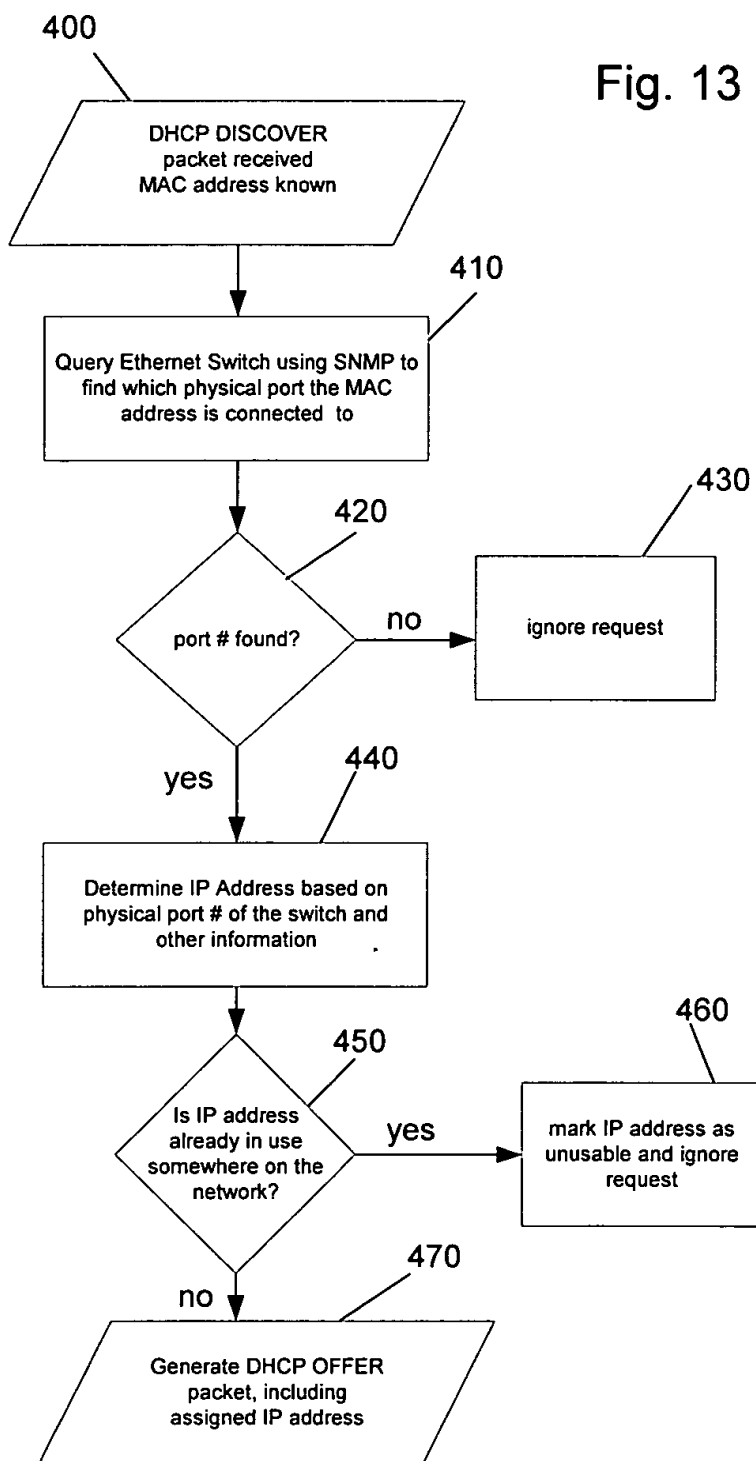 400
Fig. 13
DHCP DISCOVER
packet received
MAC address known
410
Query Ethernet Switch using SNMP to
find which physical port the MAC
address is connected to
420
430
port # found?
no
ignore request
yes
440
Determine IP Address based on
physical port # of the switch and
other information
450
460
Is IP address
already in use
somewhere on the
network?
yes
mark IP address as
unusable and ignore
request
no
470
Generate DHCP OFFER
packet, including
assigned IP address